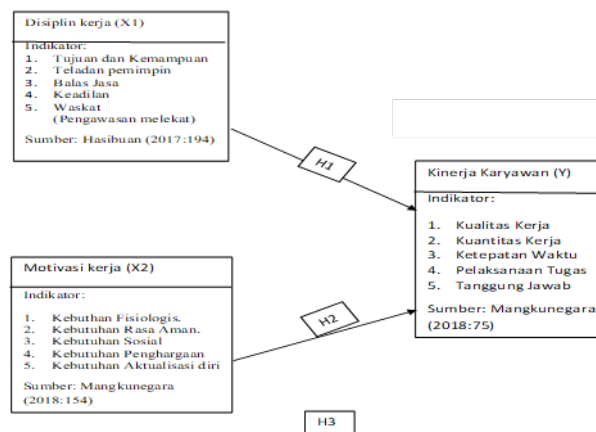 Disiplin kerja (X1)
Indikator:
1. Tujuan dan Kemampuan
2. Teladan pemimpin
3. Balas Jasa
4. Keadilan
5. Waskat
(Pengawasan melekat)
Sumber: Hasibuan (2017:194)
H1
Kinerja Karyawan (Y)
Indikator:
1. Kualitas Kerja
2. Kuantitas Kerja
3. Ketepatan Waktu
4. Pelaksanaan Tugas
5. Tanggung Jawab
Sumber: Mangkunegara
(2018:75)
Motivasi kerja (X2)
Indikator:
1. Kebuthan Fisiologis.
2. Kebutuhan Rasa Aman.
3. Kebutuhan Sosial
4. Kebutuhan Penghargaan
5. Kebutuhan Aktualisasi diri
Sumber: Mangkunegara
(2018:154)
H2
H3